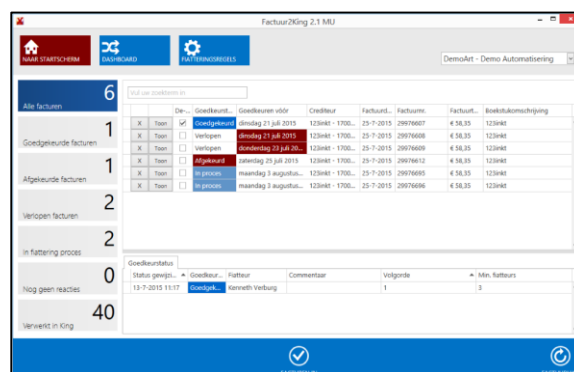 Factuur2King 2.1 MU
NAAR STARTSCHERM
DASHBOARD
FIATTERINGSREGELS
DemoArt - Demo Automatisering
6
Alle facturen
1
Goedgekeurde facturen
1
Afgekeurde facturen
2
Verlopen facturen
2
In fiattering proces
0
Nog geen reacties
40
Verwerkt in King
Vul uw zoekterm in
De-... Goedkeurst... Goedkeuren vóór Crediteur Factuurd... Factuurnr. Factuurt... Boekstukomschrijving
X Toon Goedgekeurd dinsdag 21 juli 2015 123inkt - 1700... 25-7-2015 29976607 € 58,35 123inkt
X Toon Verlopen dinsdag 21 juli 2015 123inkt - 1700... 25-7-2015 29976608 € 58,35 123inkt
X Toon Verlopen donderdag 23 juli 20... 123inkt - 1700... 25-7-2015 29976609 € 58,35 123inkt
X Toon Afgekeurd zaterdag 25 juli 2015 123inkt - 1700... 25-7-2015 29976612 € 58,35 123inkt
X Toon In proces maandag 3 augustus... 123inkt - 1700... 25-7-2015 29976695 € 58,35 123inkt
X Toon In proces maandag 3 augustus... 123inkt - 1700... 25-7-2015 29976696 € 58,35 123inkt
Goedkeurstatus
Status gewijzi... Goedkeur... Fiatteur Commentaar Volgorde Min. fiatteurs
13-7-2015 11:17 Goedgek... Kenneth Verburg 1 3